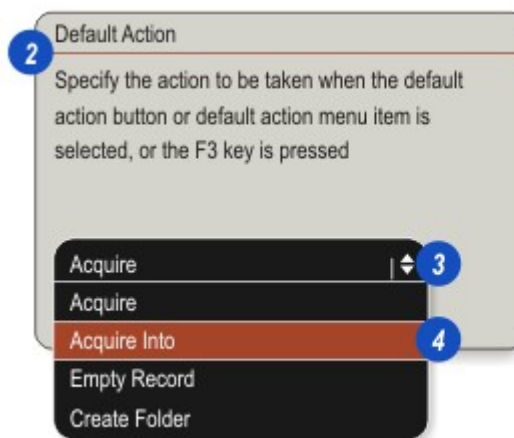 2
Default Action
Specify the action to be taken when the default
action button or default action menu item is
selected, or the F3 key is pressed
Acquire
3
Acquire
Acquire Into
4
Empty Record
Create Folder